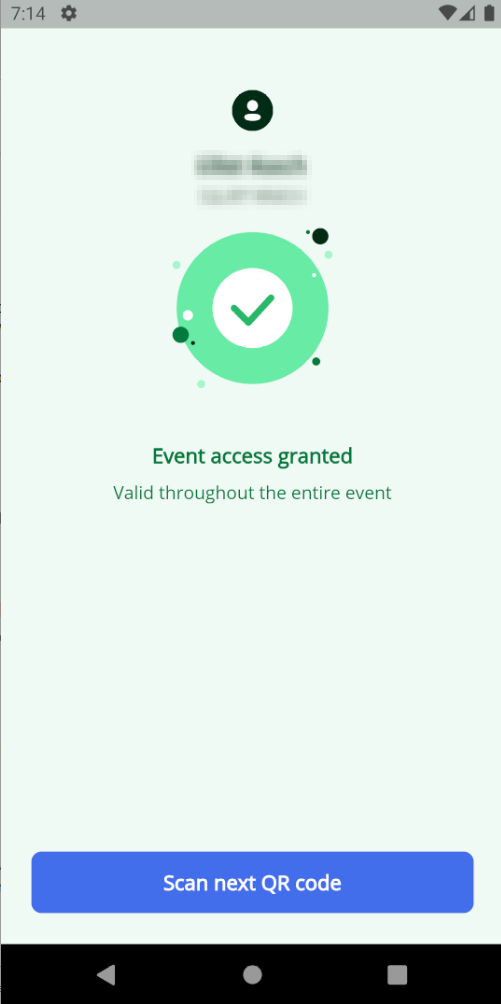 7:14
Event access granted
Valid throughout the entire event
Scan next QR code